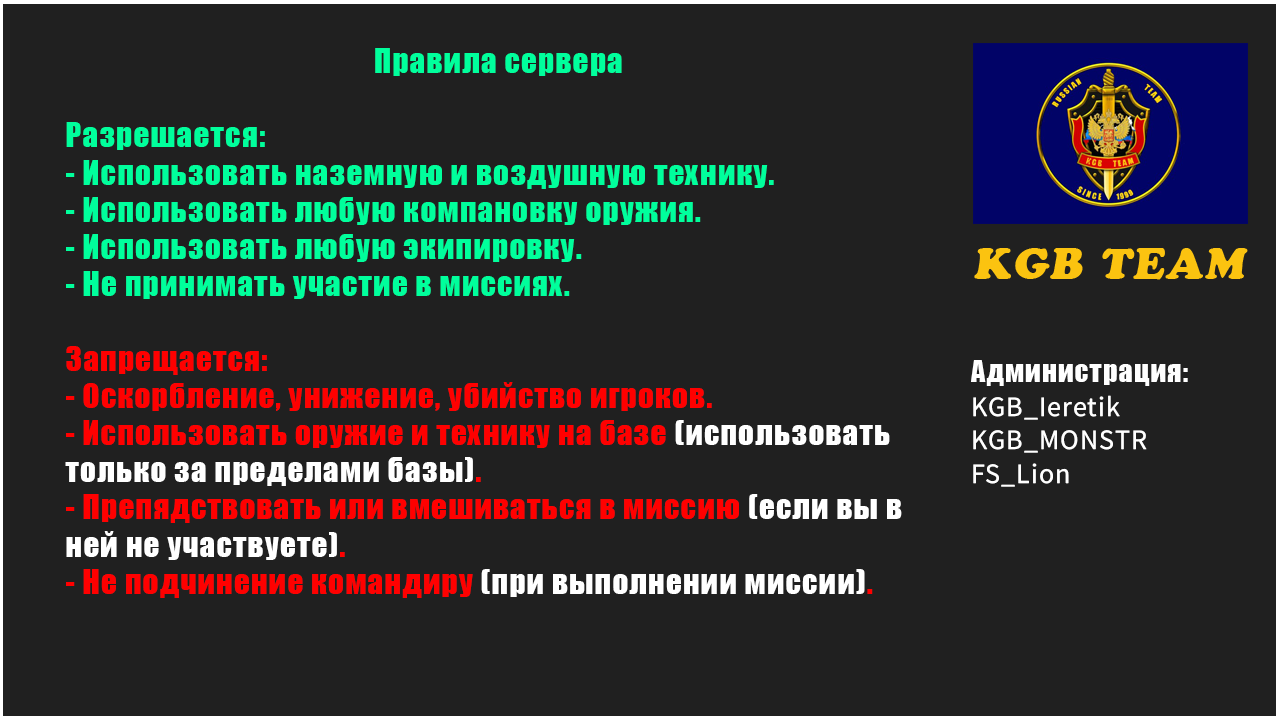 Правила сервера
Разрешается:
- Использовать наземную и воздушную технику.
- Использовать любую компановку оружия.
- Использовать любую экипировку.
- Не принимать участие в миссиях.
Запрещается:
- Оскорбление, унижение, убийство игроков.
- Использовать оружие и технику на базе (использовать
только за пределами базы).
- Препядствовать или вмешиваться в миссию (если вы в
ней не участвуете).
- Не подчинение командиру (при выполнении миссии).
RUSSIAN TEAM
KGB TEAM
SINCE 1999
KGB TEAM
Администрация:
KGB_Ieretik
KGB_MONSTR
FS_Lion